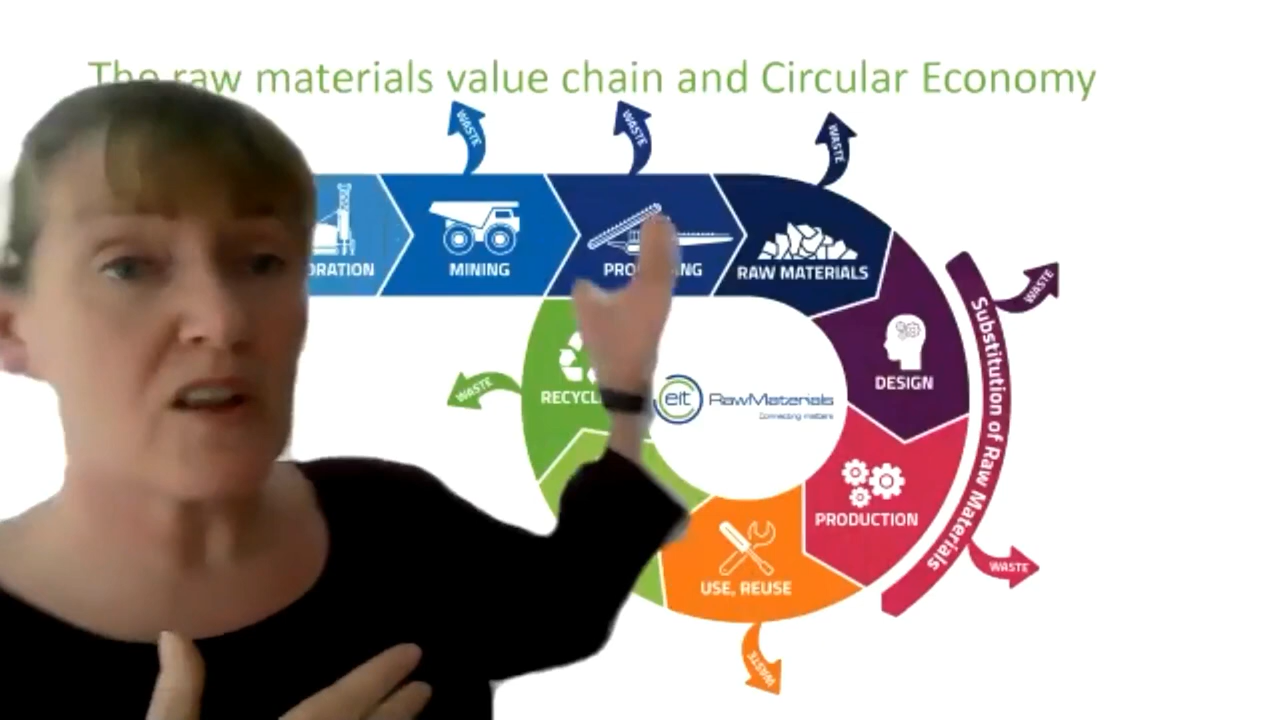 The raw materials value chain and Circular Economy
WASTE
WASTE
WASTE
ORATION
MINING
RAW MATERIALS
WASTE
Substitution of Raw Materials
DESIGN
WASTE
eit RawMaterials
Connecting matters
PRODUCTION
USE, REUSE
WASTE
WASTE